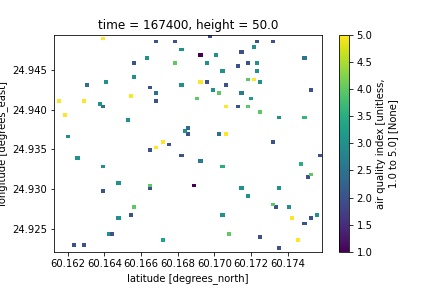 time = 167400, height = 50.0
24.945
24.940
24.935
24.930
24.925
[degrees_east]
60.162 60.164 60.166 60.168 60.170 60.172 60.174
latitude [degrees_north]
5.0
4.5
4.0
3.5
3.0
2.5
2.0
1.5
1.0
air quality index [unitless,
1.0 to 5.0] [None]